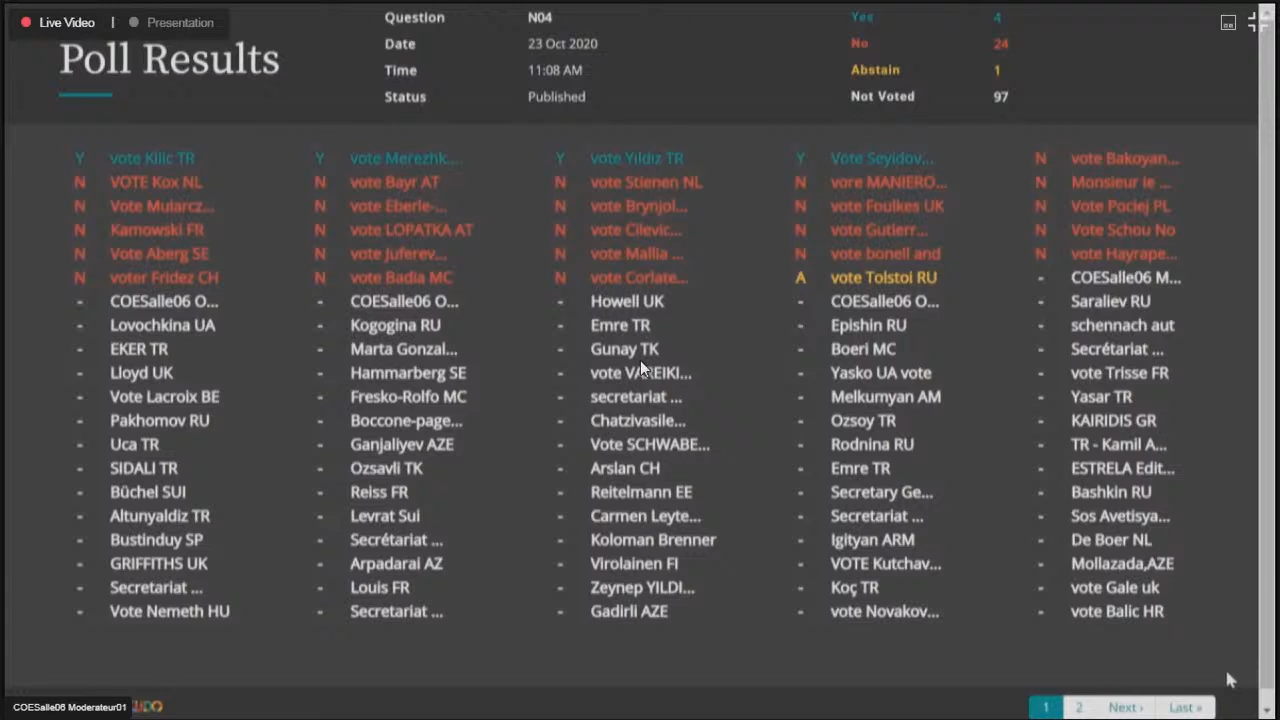 Live Video | Presentation
Poll Results
Question N04 Yes 4
Date 23 Oct 2020 No 24
Time 11:08 AM Abstain 1
Status Published Not Voted 97
Y vote Kilic TR Y vote Merezhk... Y vote Yildiz TR Y Vote Seyidov... N vote Bakoyan...
N VOTE Kox NL N vote Bayr AT N vote Stienen NL N vore MANIERO... N Monsieur le ...
N Vote Mularcz... N vote Eberle-... N vote Brynjol... N vote Foulkes UK N Vote Pociej PL
N Kamowski FR N vote LOPATKA AT N vote Cilevic... N vote Gutierr... N Vote Schou No
N Vote Aberg SE N vote Juferev... N vote Mallia ... N vote bonell and N vote Hayrape...
N voter Fridez CH N vote Badia MC N vote Corlate... A vote Tolstoi RU - COESalle06 M...
- COESalle06 O... - COESalle06 O... - Howell UK - COESalle06 O... - Saraliev RU
- Lovochkina UA - Kogogina RU - Emre TR - Epishin RU - schennach aut
- EKER TR - Marta Gonzal... - Gunay TK - Boeri MC - Secrétariat ...
- Lloyd UK - Hammarberg SE - vote VAREIKI... - Yasko UA vote - vote Trisse FR
- Vote Lacroix BE - Fresko-Rolfo MC - secretariat ... - Melkumyan AM - Yasar TR
- Pakhomov RU - Boccone-page... - Chatzivasile... - Ozsoy TR - KAIRIDIS GR
- Uca TR - Ganjaliyev AZE - Vote SCHWABE... - Rodnina RU - TR - Kamil A...
- SIDALI TR - Ozsavli TK - Arslan CH - Emre TR - ESTRELA Edit...
- Büchel SUI - Reiss FR - Reitelmann EE - Secretary Ge... - Bashkin RU
- Altunyaldiz TR - Levrat Sui - Carmen Leyte... - Secretariat ... - Sos Avetisya...
- Bustinduy SP - Secrétariat ... - Koloman Brenner - Igityan ARM - De Boer NL
- GRIFFITHS UK - Arpadarai AZ - Virolainen FI - VOTE Kutchav... - Mollazada,AZE
- Secretariat ... - Louis FR - Zeynep YILDI... - Koç TR - vote Gale uk
- Vote Nemeth HU - Secretariat ... - Gadirli AZE - vote Novakov... - vote Balic HR
COESalle06 Moderateur01
1 2 Next › Last »